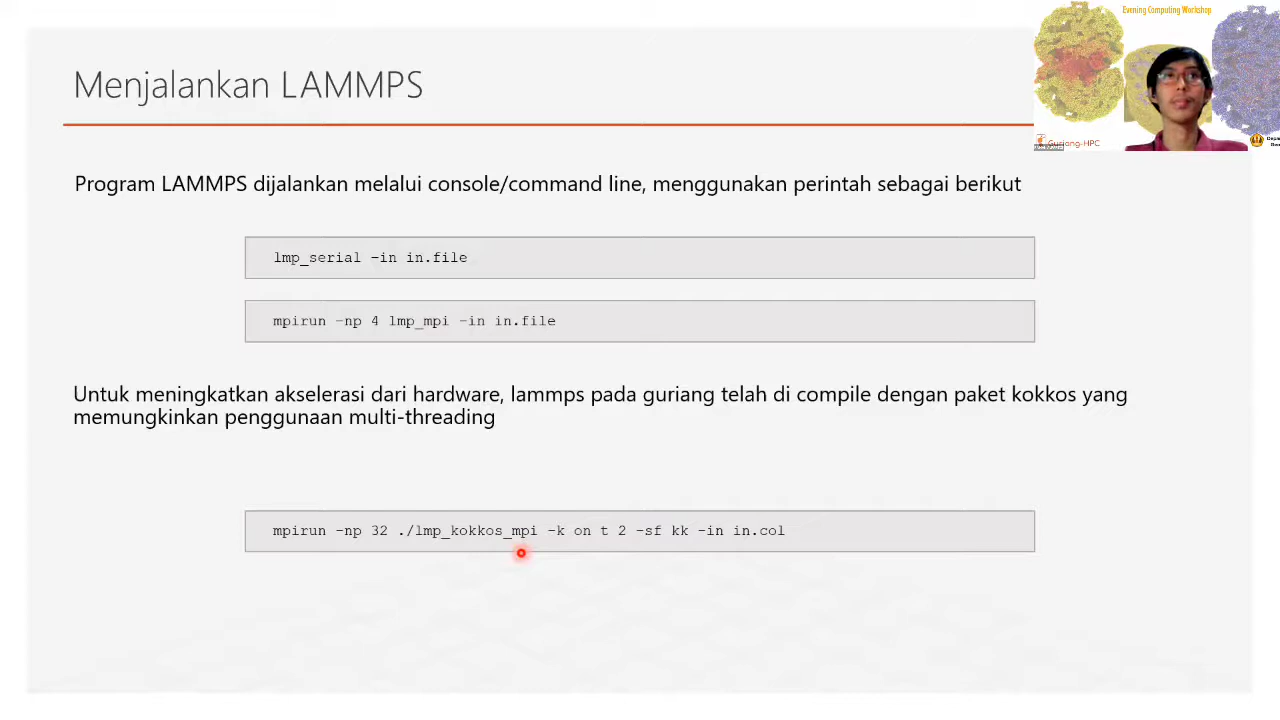 Evening Computing Workshop
Menjalankan LAMMPS
Guriang-HPC
Program LAMMPS dijalankan melalui console/command line, menggunakan perintah sebagai berikut
lmp_serial -in in.file
mpirun -np 4 lmp_mpi -in in.file
Untuk meningkatkan akselerasi dari hardware, lammps pada guriang telah di compile dengan paket kokkos yang
memungkinkan penggunaan multi-threading
mpirun -np 32 ./lmp_kokkos_mpi -k on t 2 -sf kk -in in.col